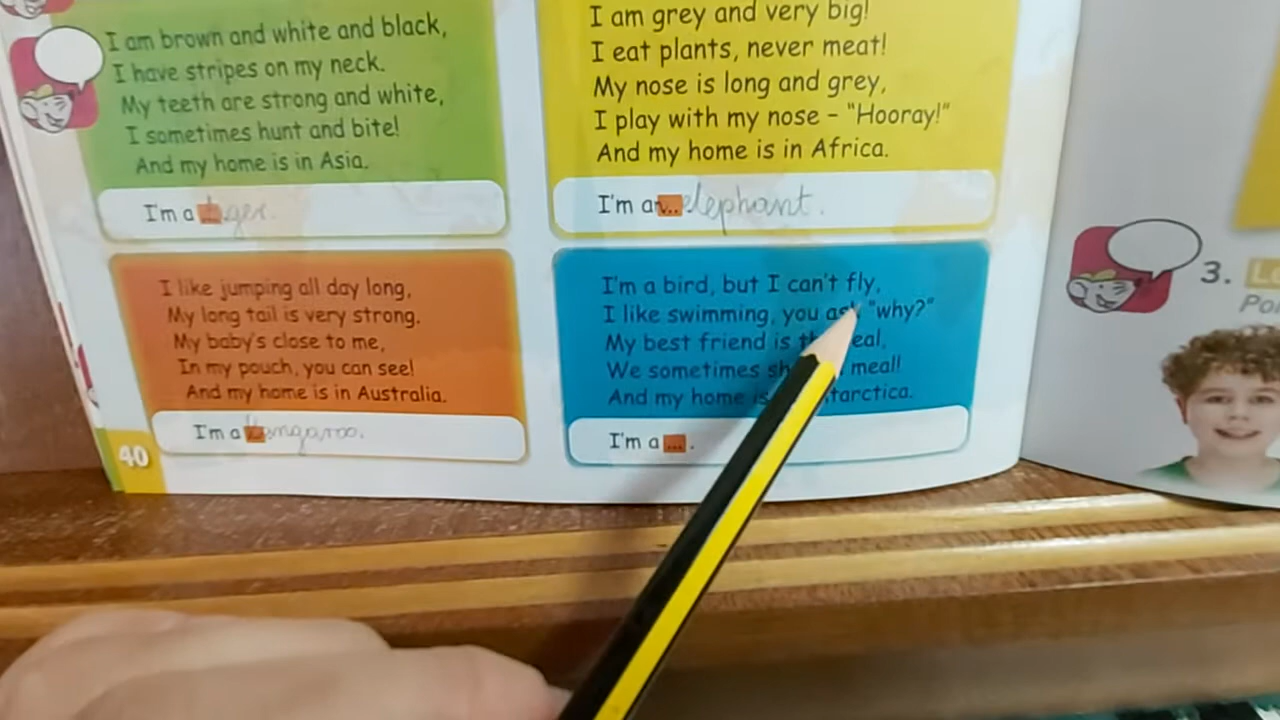 I am brown and white and black,
I have stripes on my neck.
My teeth are strong and white,
I sometimes hunt and bite!
And my home is in Asia.
I'm a ger.
I am grey and very big!
I eat plants, never meat!
My nose is long and grey,
I play with my nose – "Hooray!"
And my home is in Africa.
I'm an... elephant.
I like jumping all day long,
My long tail is very strong.
My baby's close to me,
In my pouch, you can see!
And my home is in Australia.
I'm a kangaroo.
I'm a bird, but I can't fly,
I like swimming, you ask "why?"
My best friend is eal,
We sometimes meal!
And my home tarctica.
I'm a ... .
40
3.